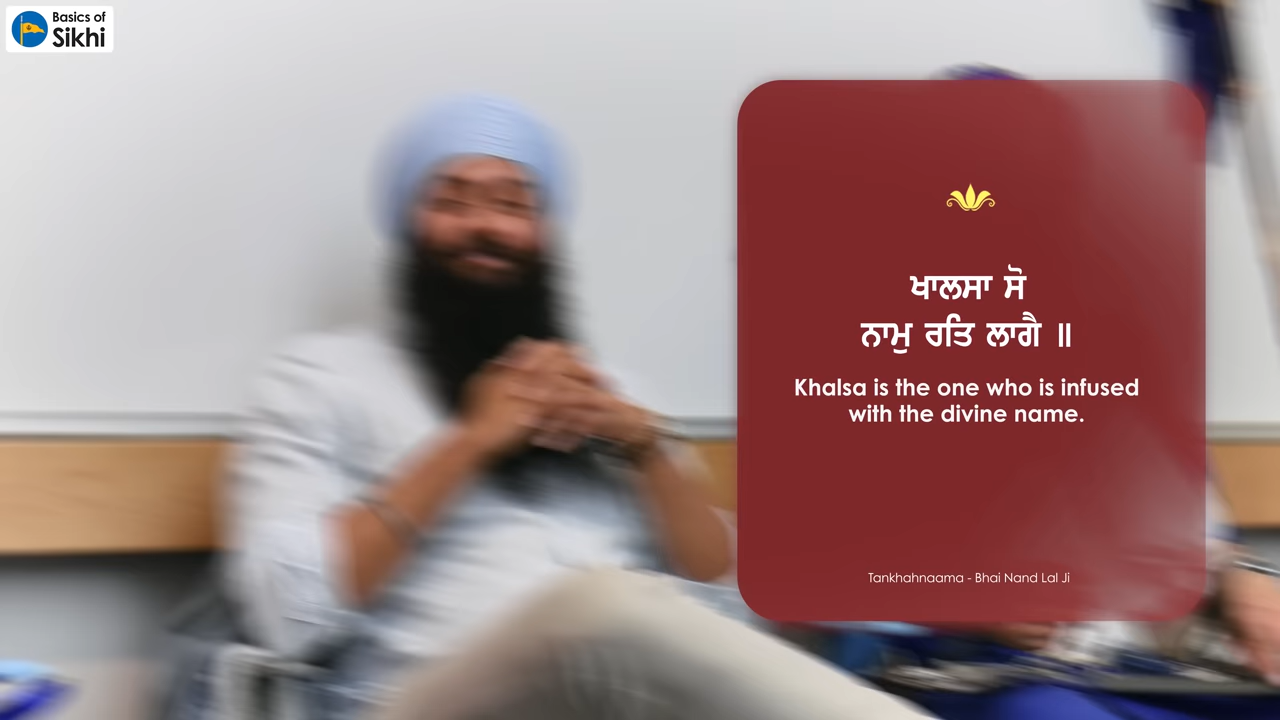 Basics of
Sikhi
ਖਾਲਸਾ ਸੋ
ਨਾਮੁ ਰਤਿ ਲਾਗੈ ॥
Khalsa is the one who is infused
with the divine name.
Tankhahnaama - Bhai Nand Lal Ji